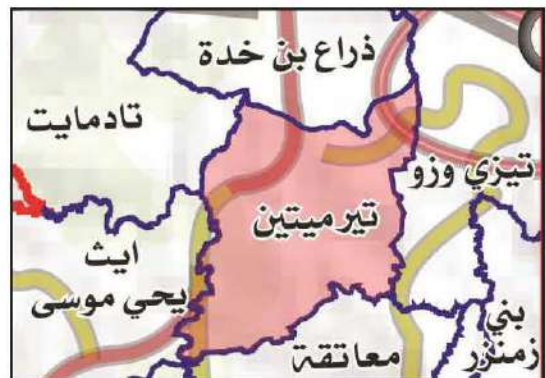 ذراع بن خدة
تادمايت
تيزي وزو
تيرميتين
ايث
يحي موسى
بني
زمنزر
معاتقة